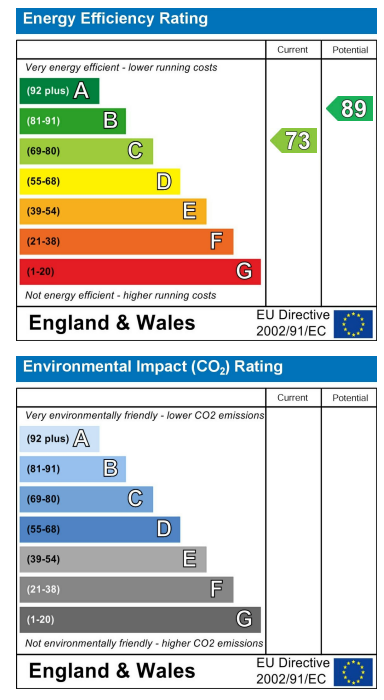 Energy Efficiency Rating
Current Potential
Very energy efficient - lower running costs
(92 plus) A
(81-91) B
(69-80) C
(55-68) D
(39-54) E
(21-38) F
(1-20) G
73
89
Not energy efficient - higher running costs
England & Wales
EU Directive
2002/91/EC
Environmental Impact (CO₂) Rating
Current Potential
Very environmentally friendly - lower CO2 emissions
(92 plus) A
(81-91) B
(69-80) C
(55-68) D
(39-54) E
(21-38) F
(1-20) G
Not environmentally friendly - higher CO2 emissions
England & Wales
EU Directive
2002/91/EC